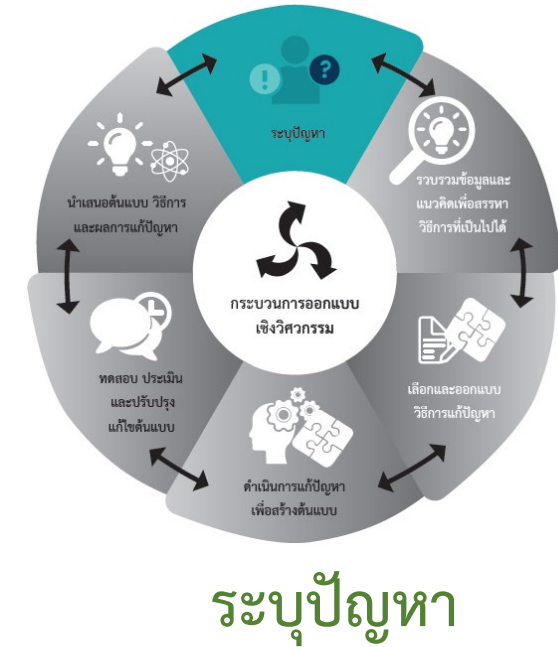 ระบุปัญหา
รวบรวมข้อมูลและ
แนวคิดเพื่อสรรหา
วิธีการที่เป็นไปได้
เลือกและออกแบบ
วิธีการแก้ปัญหา
ดำเนินการแก้ปัญหา
เพื่อสร้างต้นแบบ
ทดสอบ ประเมิน
และปรับปรุง
แก้ไขต้นแบบ
นำเสนอต้นแบบ วิธีการ
และผลการแก้ปัญหา
กระบวนการออกแบบ
เชิงวิศวกรรม
ระบุปัญหา